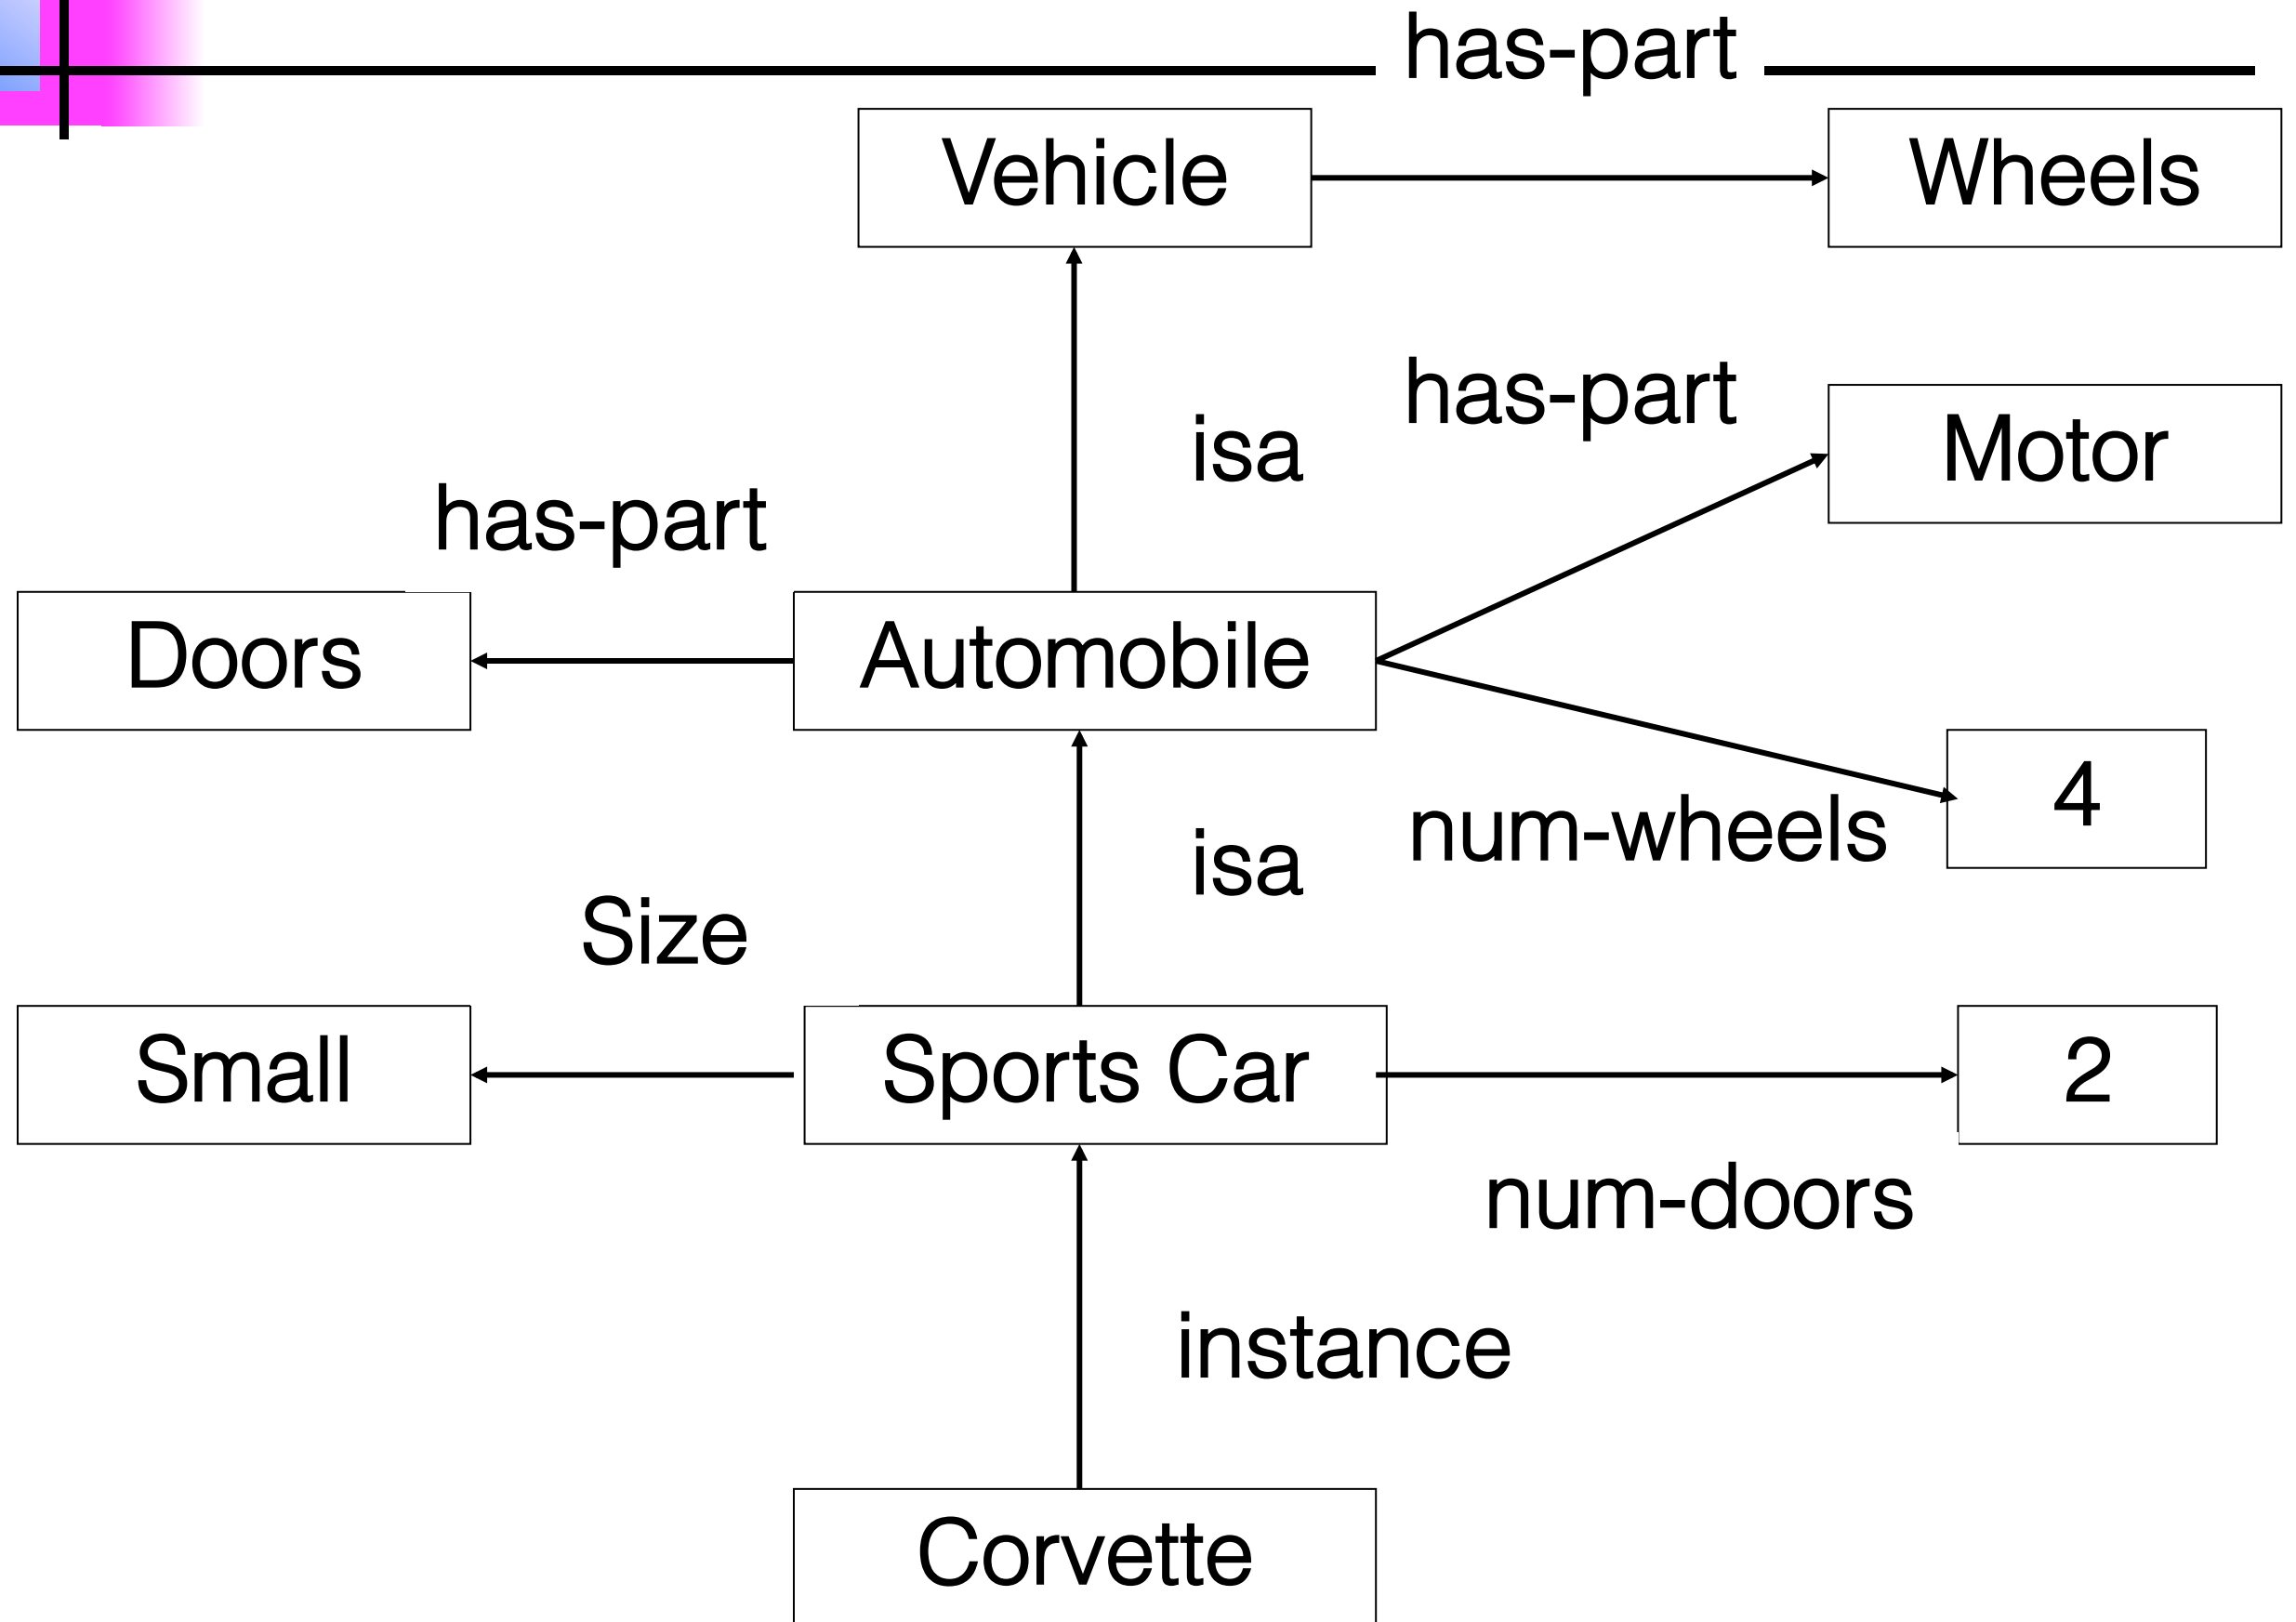 has-part
Vehicle
Wheels
has-part
isa
Motor
has-part
Doors
Automobile
4
num-wheels
isa
Size
Small
Sports Car
2
num-doors
instance
Corvette